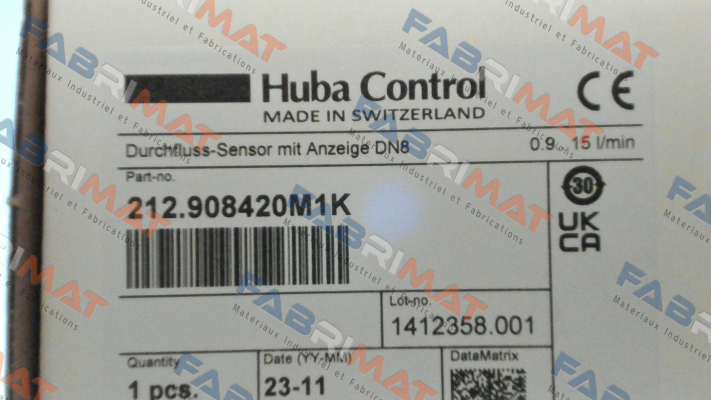 Huba Control
MADE IN SWITZERLAND
CE
Durchfluss-Sensor mit Anzeige DN8 0.9 15 l/min
Part-no.
212.908420M1K
30
UK
CA
Lot-no.
1412358.001
Quantity
1 pcs.
Date (YY-MM)
23-11
DataMatrix
FABRIMAT
Materiaux Industriel et Fabrications